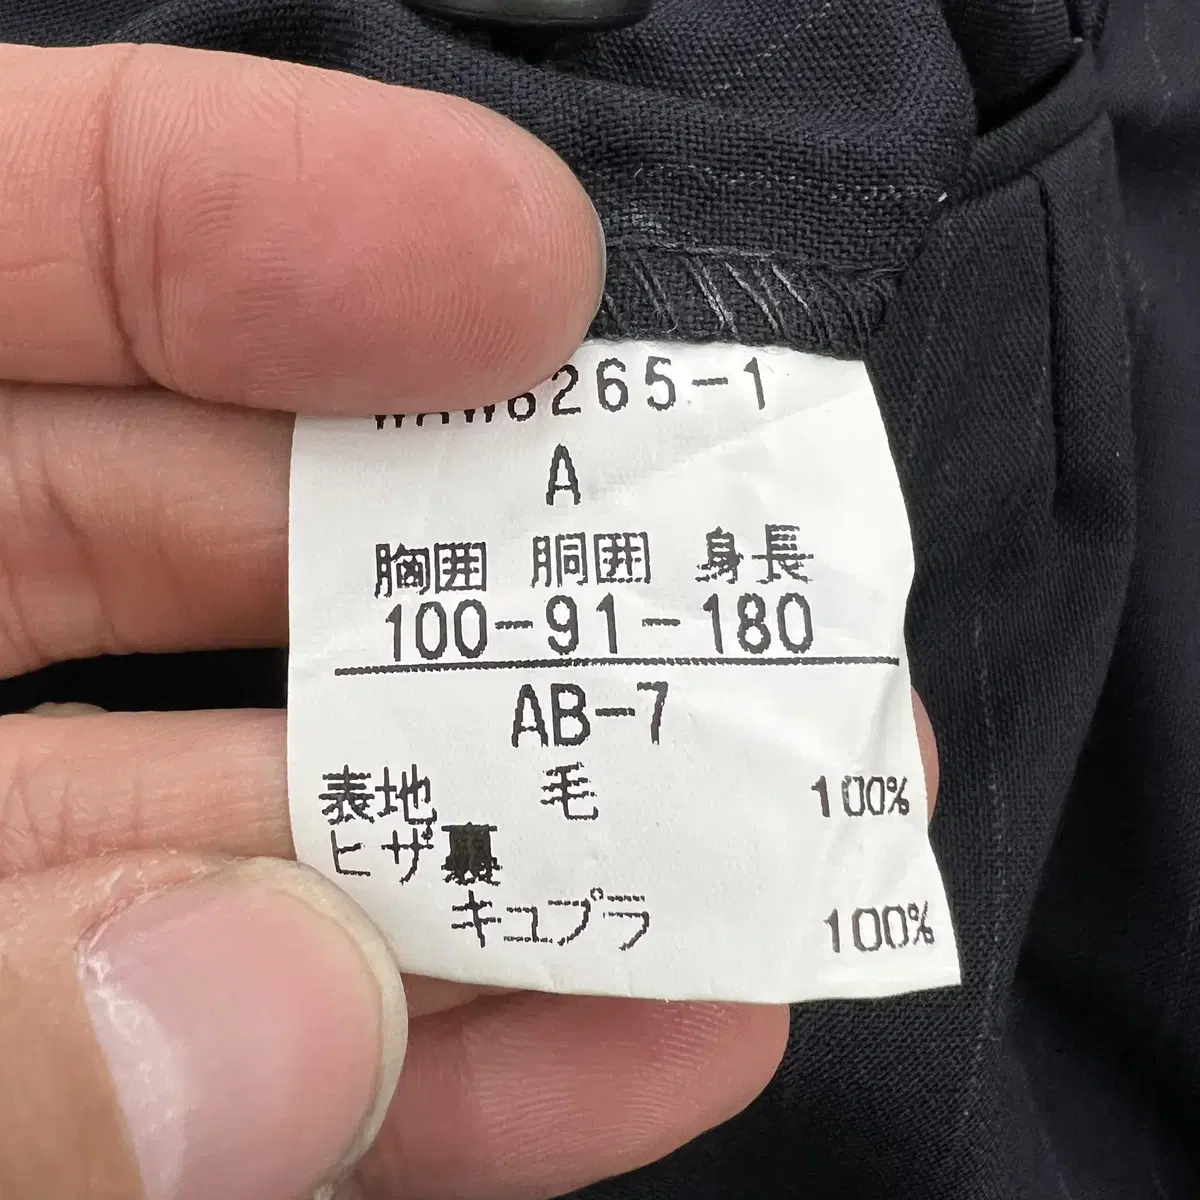 6265-1
A
胸囲 胴囲 身長
100-91-180
AB-7
表地 毛 100%
ヒザ裏
キュプラ 100%